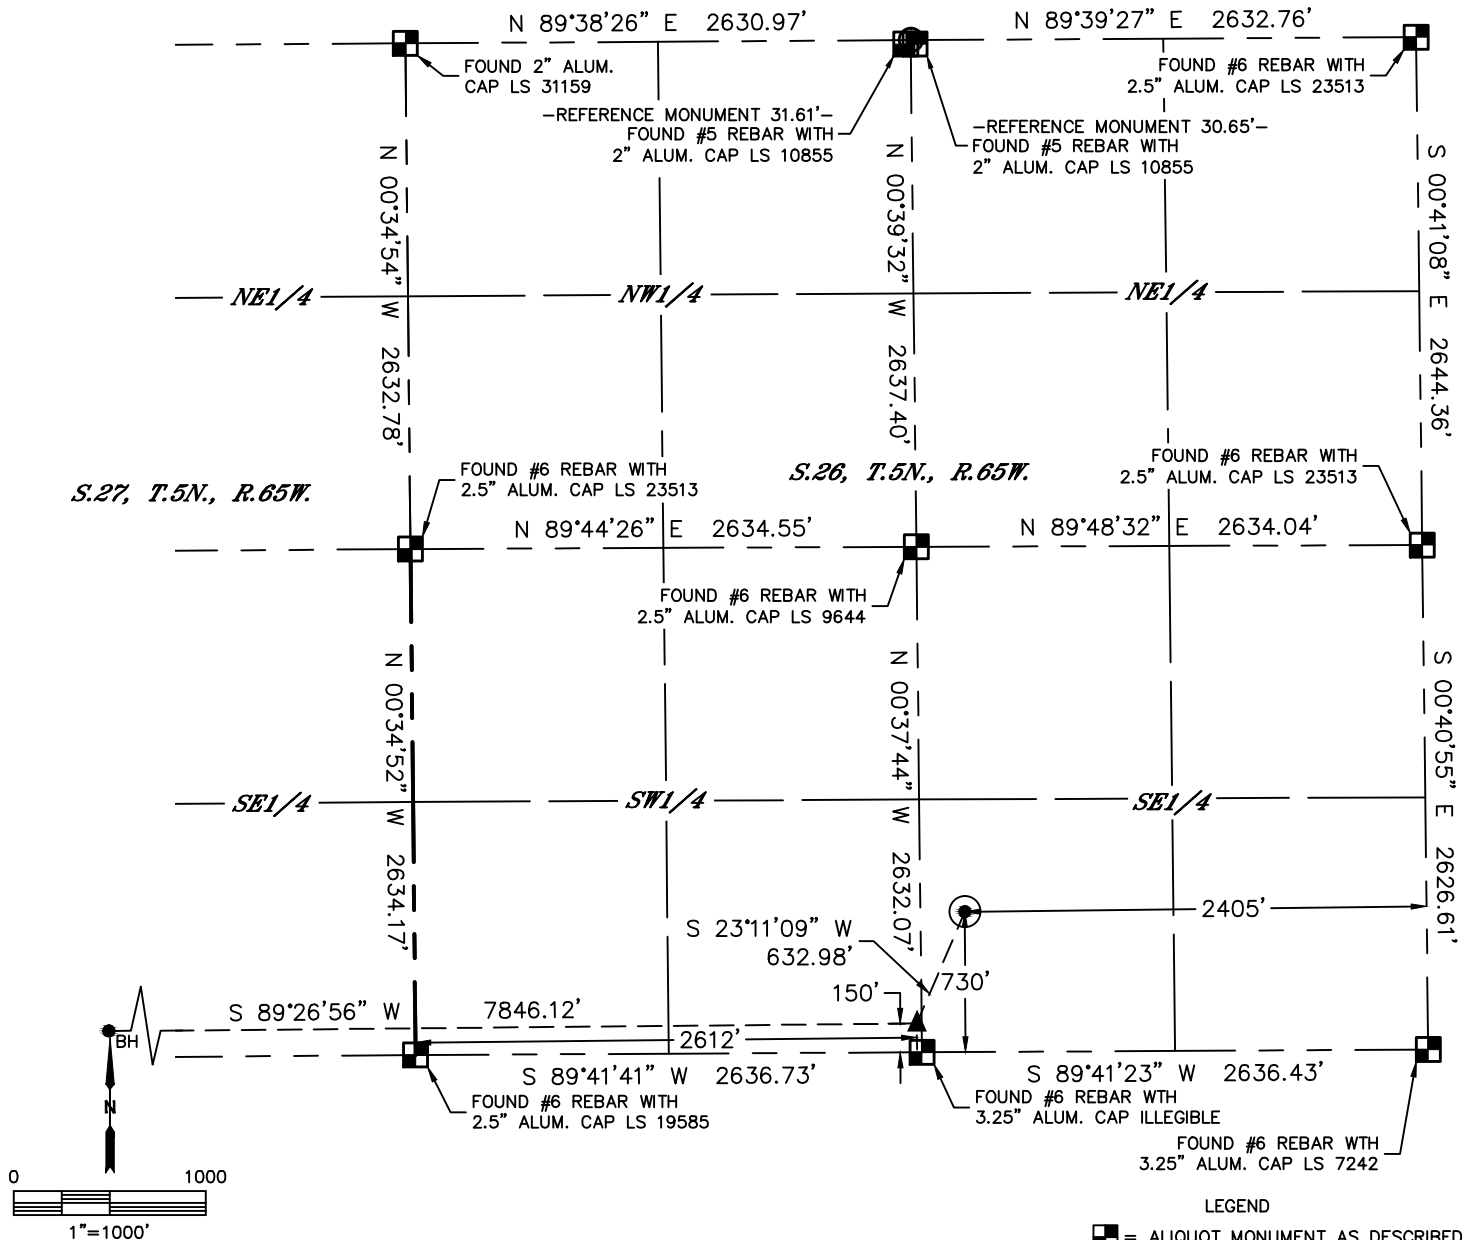 N 89°38'26" E 2630.97'
N 89°39'27" E 2632.76'
FOUND 2" ALUM.
CAP LS 31159
FOUND #6 REBAR WITH
2.5" ALUM. CAP LS 23513
-REFERENCE MONUMENT 31.61'-
FOUND #5 REBAR WITH
2" ALUM. CAP LS 10855
-REFERENCE MONUMENT 30.65'-
FOUND #5 REBAR WITH
2" ALUM. CAP LS 10855
N 00°34'54" W 2632.78'
N 00°39'32" W 2637.40'
S 00°41'08" E 2644.36'
NE1/4
NW1/4
NE1/4
S.27, T.5N., R.65W.
FOUND #6 REBAR WITH
2.5" ALUM. CAP LS 23513
S.26, T.5N., R.65W.
FOUND #6 REBAR WITH
2.5" ALUM. CAP LS 23513
N 89°44'26" E 2634.55'
N 89°48'32" E 2634.04'
FOUND #6 REBAR WITH
2.5" ALUM. CAP LS 9644
N 00°34'52" W 2634.17'
N 00°37'44" W 2632.07'
S 00°40'55" E 2626.61'
SE1/4
SW1/4
SE1/4
2405'
S 23°11'09" W
632.98'
730'
150'
S 89°26'56" W 7846.12'
BH
2612'
S 89°41'41" W 2636.73'
S 89°41'23" W 2636.43'
FOUND #6 REBAR WITH
2.5" ALUM. CAP LS 19585
FOUND #6 REBAR WTH
3.25" ALUM. CAP ILLEGIBLE
FOUND #6 REBAR WTH
3.25" ALUM. CAP LS 7242
N
0 1000
1"=1000'
LEGEND
= ALIQUOT MONUMENT AS DESCRIBED